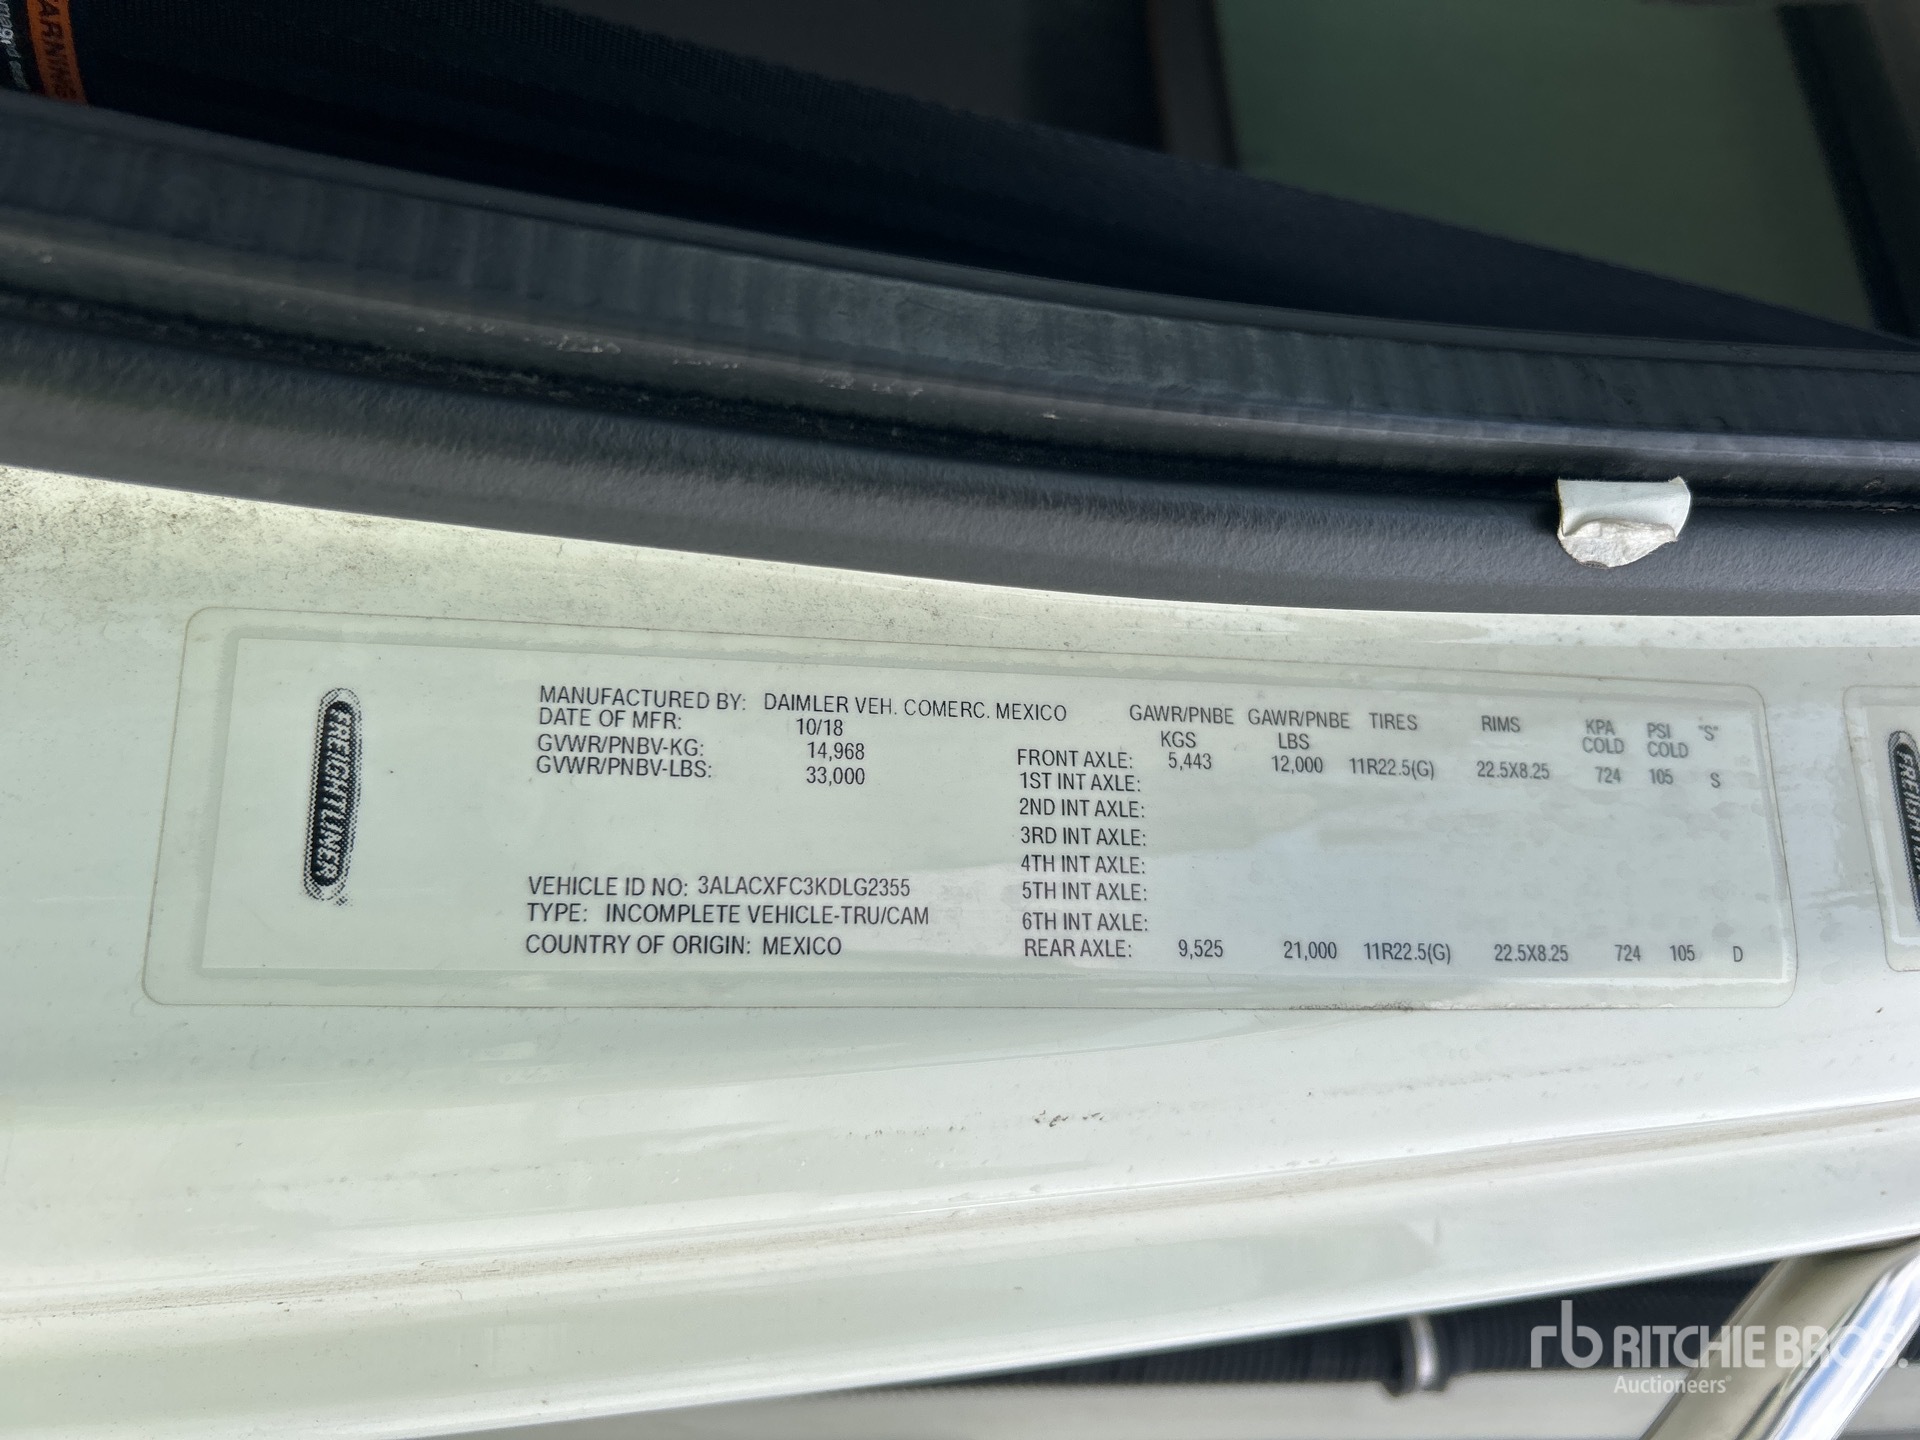 WARNING
FREIGHTLINER
MANUFACTURED BY: DAIMLER VEH. COMERC. MEXICO
DATE OF MFR: 10/18
GVWR/PNBV-KG: 14,968
GVWR/PNBV-LBS: 33,000
VEHICLE ID NO: 3ALACXFC3KDLG2355
TYPE: INCOMPLETE VEHICLE-TRU/CAM
COUNTRY OF ORIGIN: MEXICO
GAWR/PNBE KGS GAWR/PNBE LBS TIRES RIMS KPA COLD PSI COLD "S"
FRONT AXLE: 5,443 12,000 11R22.5(G) 22.5X8.25 724 105 S
1ST INT AXLE:
2ND INT AXLE:
3RD INT AXLE:
4TH INT AXLE:
5TH INT AXLE:
6TH INT AXLE:
REAR AXLE: 9,525 21,000 11R22.5(G) 22.5X8.25 724 105 D
rb RITCHIE BROS.
Auctioneers